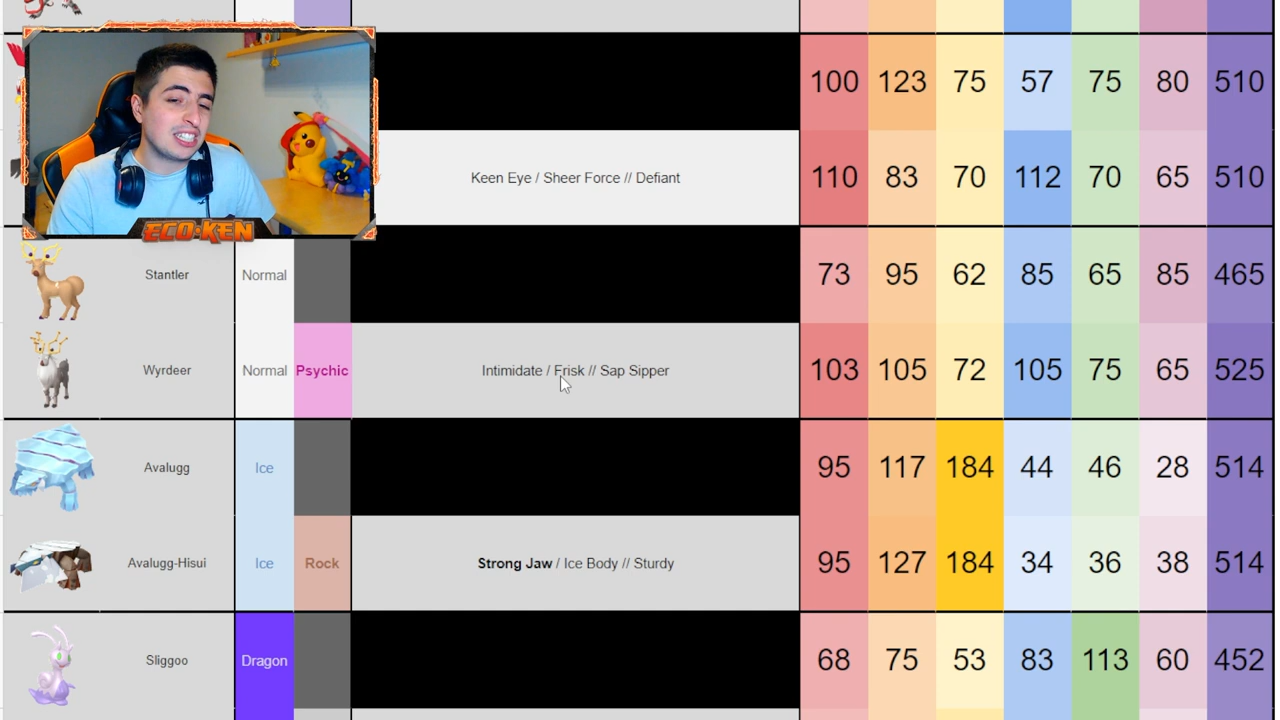 100 123 75 57 75 80 510
Keen Eye / Sheer Force // Defiant 110 83 70 112 70 65 510
ECO-KEN
Stantler Normal 73 95 62 85 65 85 465
Wyrdeer Normal Psychic Intimidate / Frisk // Sap Sipper 103 105 72 105 75 65 525
Avalugg Ice 95 117 184 44 46 28 514
Avalugg-Hisui Ice Rock Strong Jaw / Ice Body // Sturdy 95 127 184 34 36 38 514
Sliggoo Dragon 68 75 53 83 113 60 452